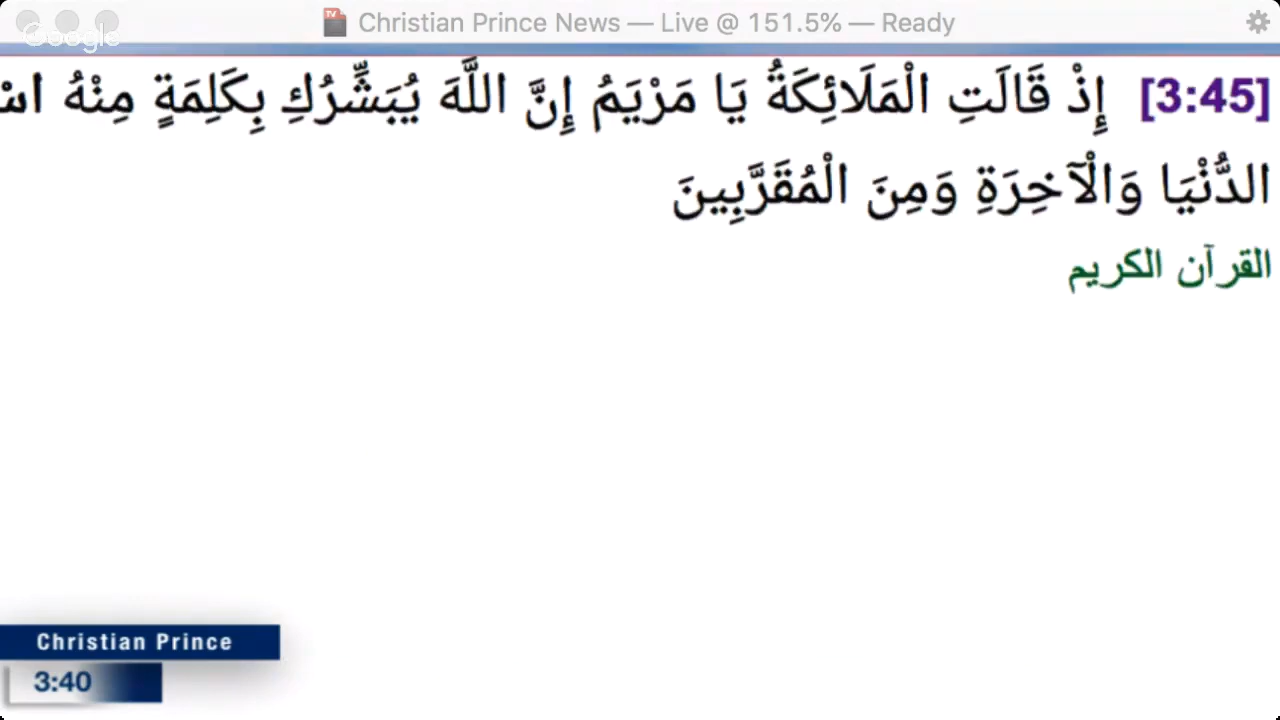 Christian Prince News — Live @ 151.5% — Ready
Google
[3:45] إِذْ قَالَتِ الْمَلَائِكَةُ يَا مَرْيَمُ إِنَّ اللَّهَ يُبَشِّرُكِ بِكَلِمَةٍ مِنْهُ
الدُّنْيَا وَالْآخِرَةِ وَمِنَ الْمُقَرَّبِينَ
القرآن الكريم
Christian Prince
3:40